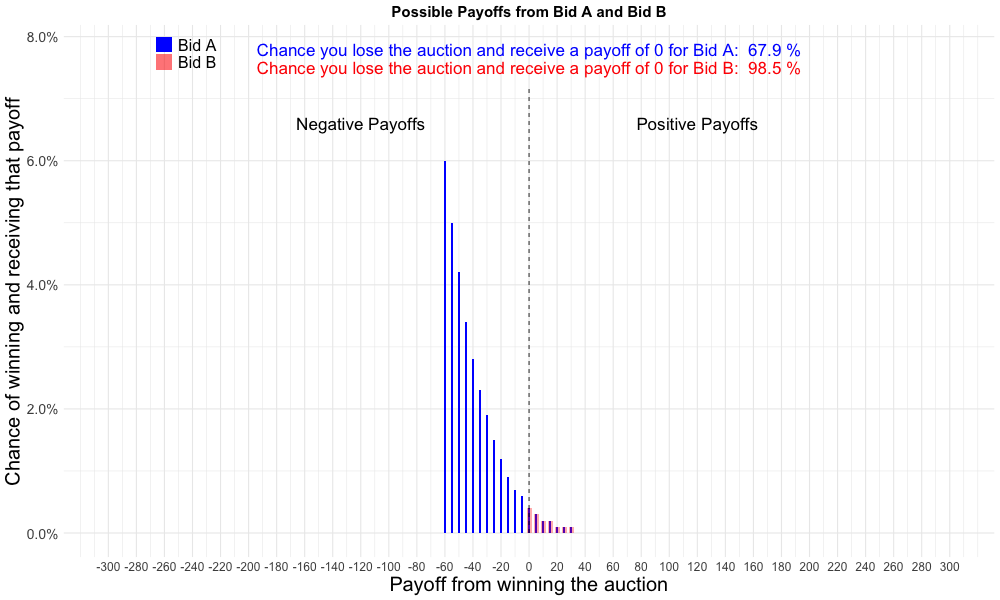 Possible Payoffs from Bid A and Bid B
8.0%
Bid A
Chance you lose the auction and receive a payoff of 0 for Bid A: 67.9 %
Bid B
Chance you lose the auction and receive a payoff of 0 for Bid B: 98.5 %
Negative Payoffs
Positive Payoffs
6.0%
4.0%
2.0%
0.0%
Chance of winning and receiving that payoff
-300 -280 -260 -240 -220 -200 -180 -160 -140 -120 -100 -80 -60 -40 -20 0 20 40 60 80 100 120 140 160 180 200 220 240 260 280 300
Payoff from winning the auction